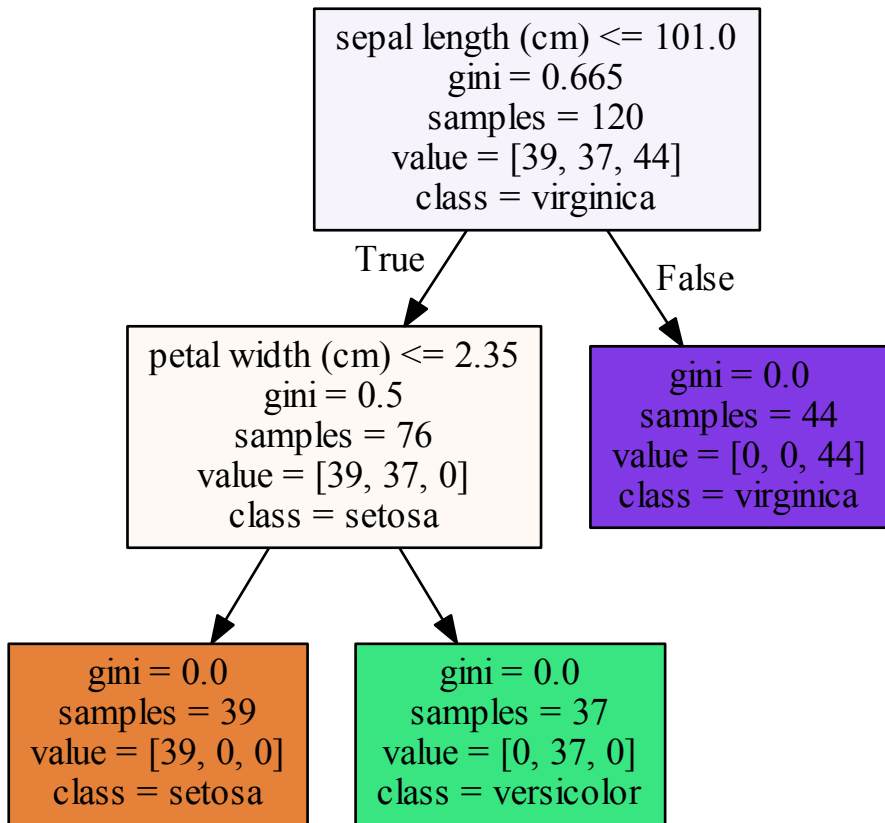 sepal length (cm) <= 101.0
gini = 0.665
samples = 120
value = [39, 37, 44]
class = virginica
True
False
petal width (cm) <= 2.35
gini = 0.5
samples = 76
value = [39, 37, 0]
class = setosa
gini = 0.0
samples = 44
value = [0, 0, 44]
class = virginica
gini = 0.0
samples = 39
value = [39, 0, 0]
class = setosa
gini = 0.0
samples = 37
value = [0, 37, 0]
class = versicolor